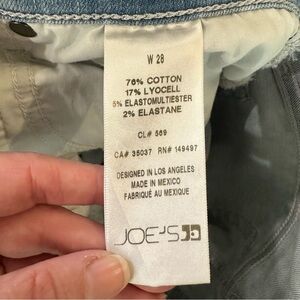 W 28
76% COTTON
17% LYOCELL
5% ELASTOMULTIESTER
2% ELASTANE
CL# 569
CA# 35037 RN# 149497
DESIGNED IN LOS ANGELES
MADE IN MEXICO
FABRIQUÉ AU MEXIQUE
JOE'S